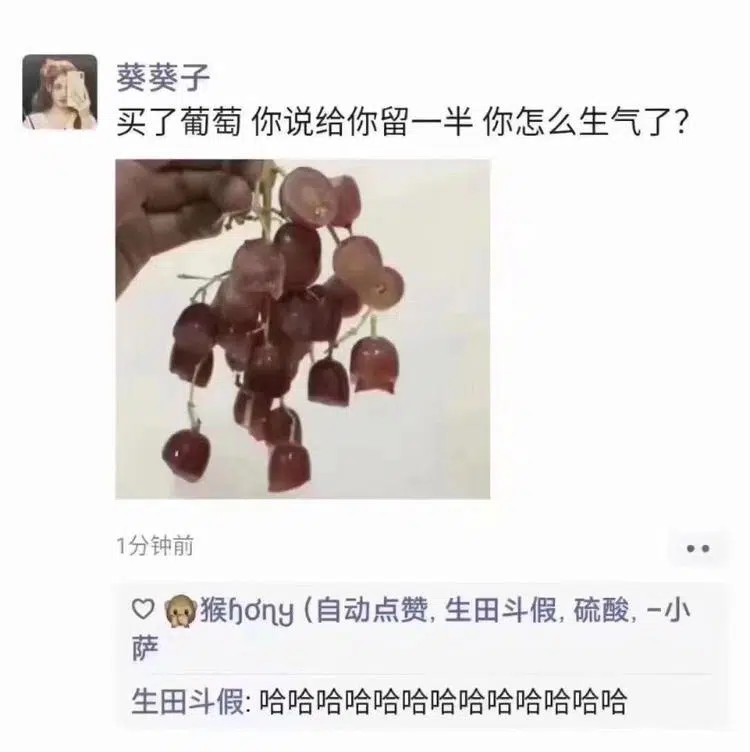 葵葵子
买了葡萄 你说给你留一半 你怎么生气了?
1分钟前
♡ 🙊猴ɧơɳყ (自动点赞, 生田斗假, 硫酸, –小
萨
生田斗假: 哈哈哈哈哈哈哈哈哈哈哈哈哈